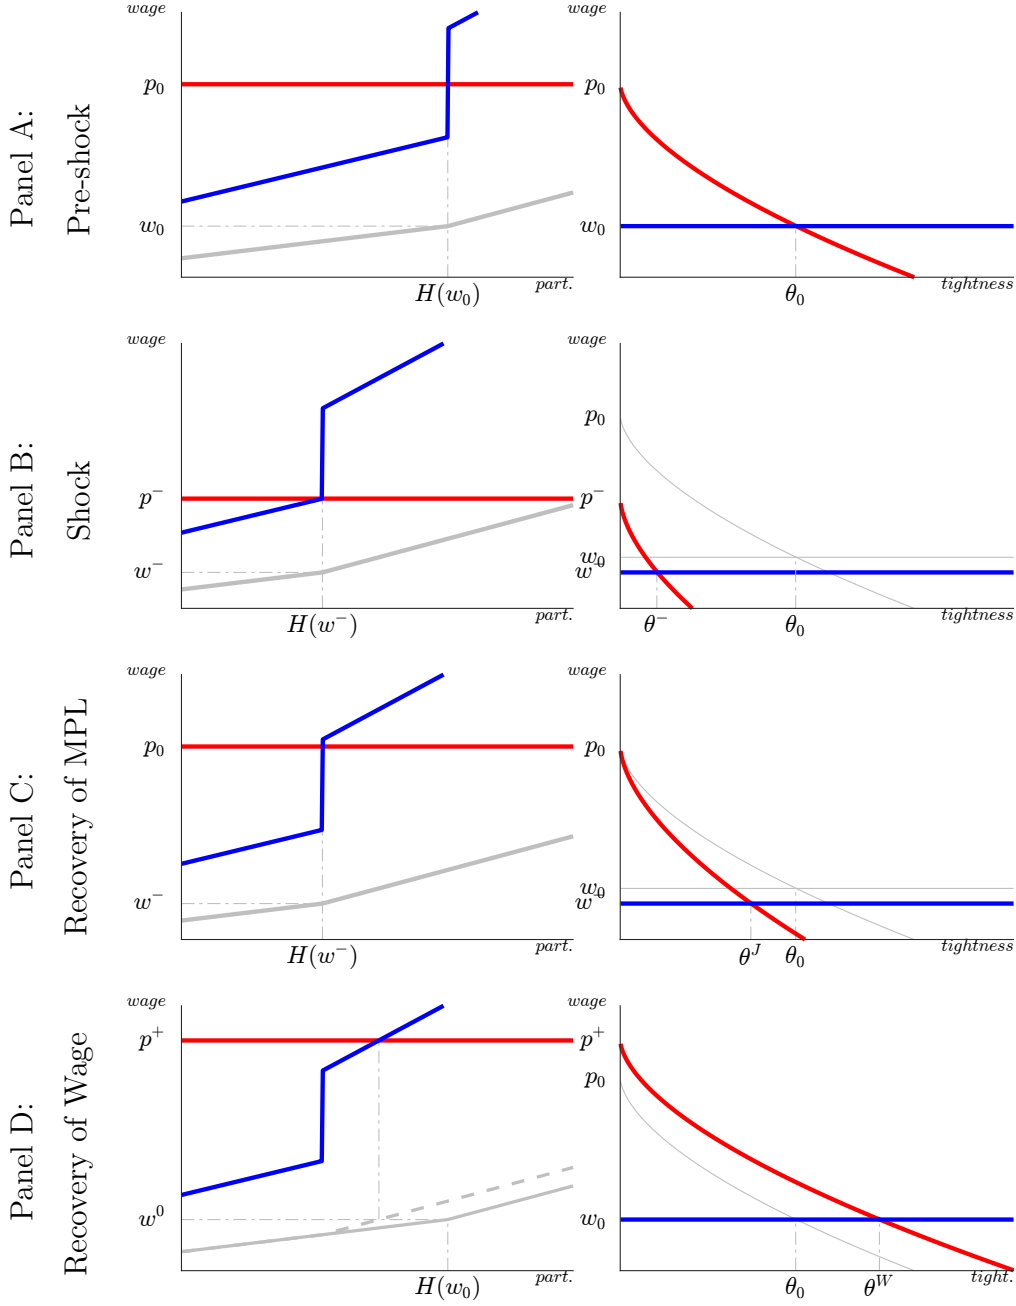 Panel A:
Pre-shock
wage
p₀
w₀
H(w₀)
part.
wage
p₀
w₀
θ₀
tightness
Panel B:
Shock
wage
p⁻
w⁻
H(w⁻)
part.
wage
p₀
p⁻
w₀
θ⁻
θ₀
tightness
Panel C:
Recovery of MPL
wage
p₀
w⁻
H(w⁻)
part.
wage
p₀
w₀
θᴶ
θ₀
tightness
Panel D:
Recovery of Wage
wage
p⁺
w⁰
H(w₀)
part.
wage
p⁺
p₀
w₀
θ₀
θᵂ
tight.